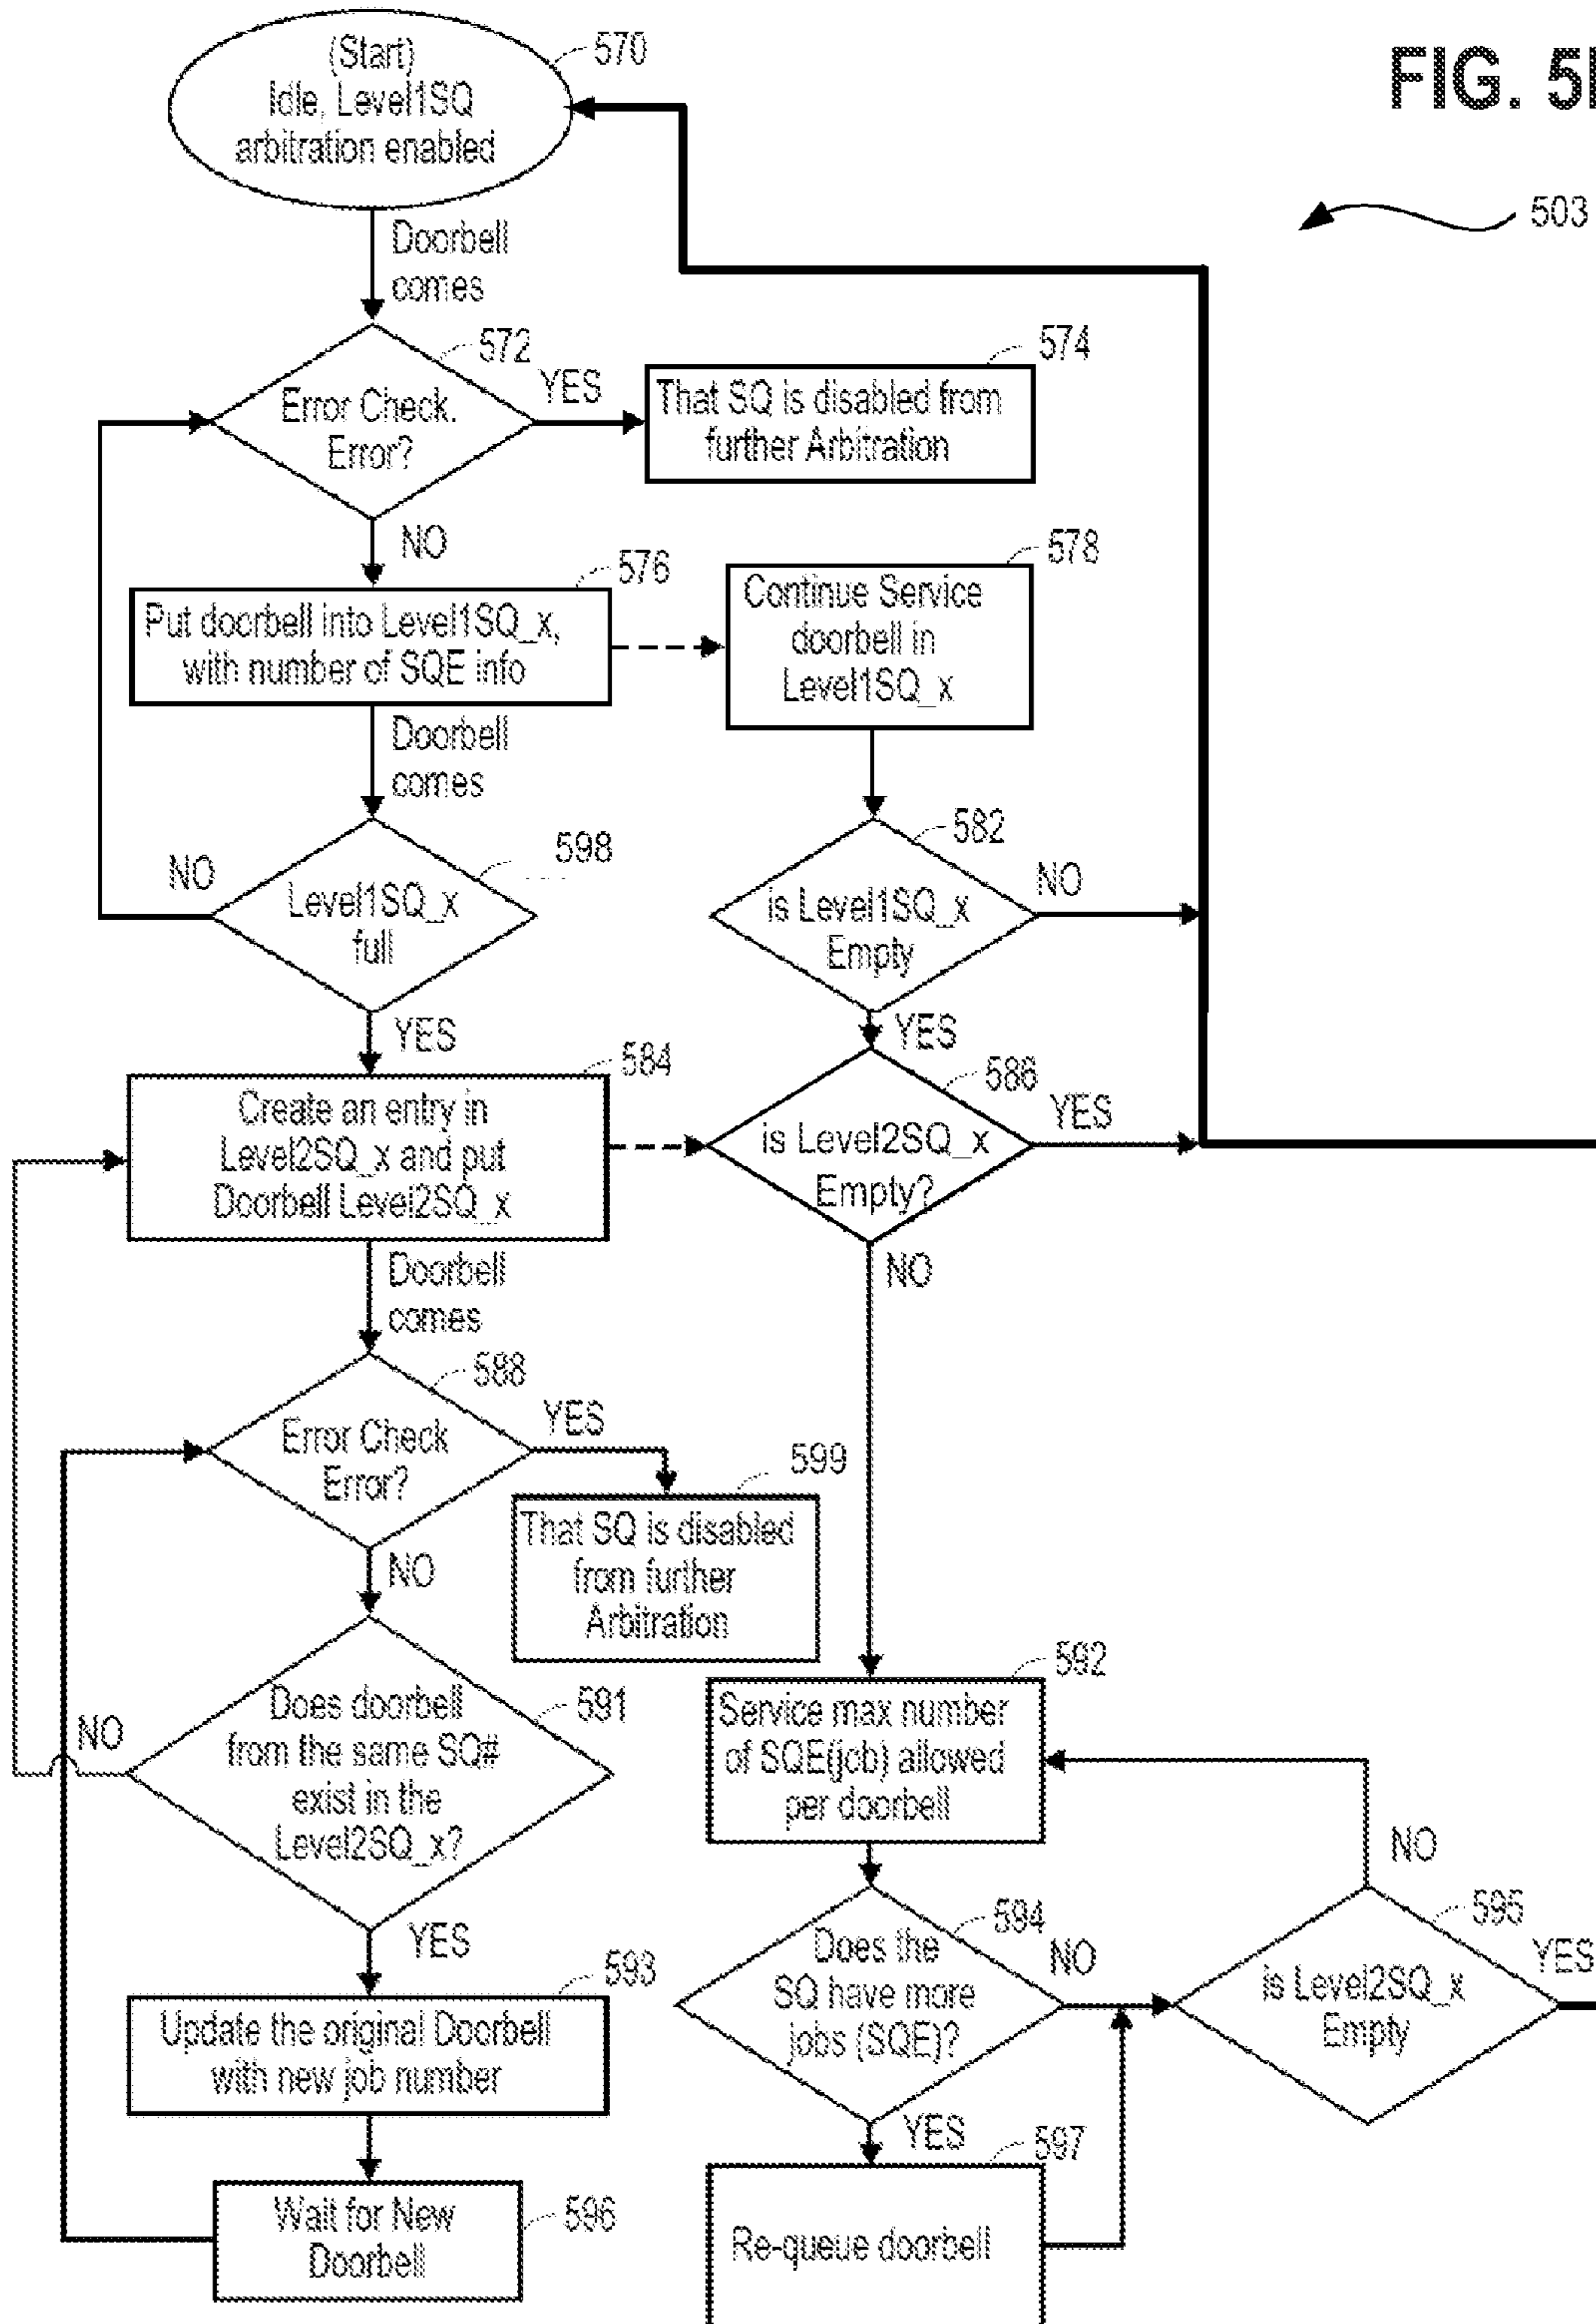 FIG. 5
503
(Start)
Idle, Level1SQ
arbitration enabled
570
Doorbell
comes
572
Error Check.
Error?
YES
574
That SQ is disabled from
further Arbitration
NO
576
Put doorbell into Level1SQ_x,
with number of SQE info
578
Continue Service
doorbell in
Level1SQ_x
Doorbell
comes
598
NO
Level1SQ_x
full
582
NO
is Level1SQ_x
Empty
YES
YES
584
Create an entry in
Level2SQ_x and put
Doorbell Level2SQ_x
586
YES
is Level2SQ_x
Empty?
Doorbell
comes
NO
588
YES
Error Check
Error?
599
That SQ is disabled
from further
Arbitration
NO
591
NO
Does doorbell
from the same SQ#
exist in the
Level2SQ_x?
592
Service max number
of SQE(job) allowed
per doorbell
YES
593
Update the original Doorbell
with new job number
594
Does the
SQ have more
jobs (SQE)?
NO
NO
595
is Level2SQ_x
Empty
YES
596
Wait for New
Doorbell
YES
597
Re-queue doorbell